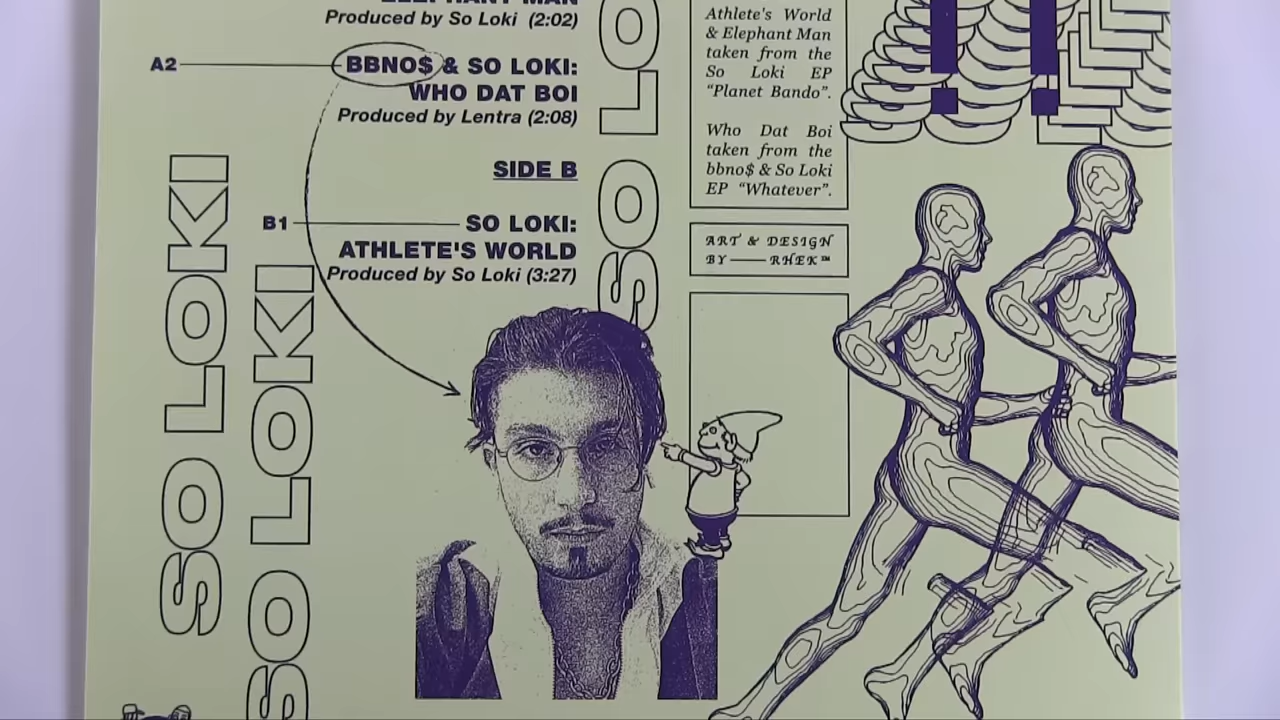 ELEPHANT MAN
Produced by So Loki (2:02)
A2
BBNO$ & SO LOKI:
WHO DAT BOI
Produced by Lentra (2:08)
SIDE B
B1
SO LOKI:
ATHLETE'S WORLD
Produced by So Loki (3:27)
SO LOKI
SO LOKI
SO LO
Athlete's World
& Elephant Man
taken from the
So Loki EP
“Planet Bando”.
Who Dat Boi
taken from the
bbno$ & So Loki
EP “Whatever”.
ART & DESIGN
BY —— RHEK™
!!